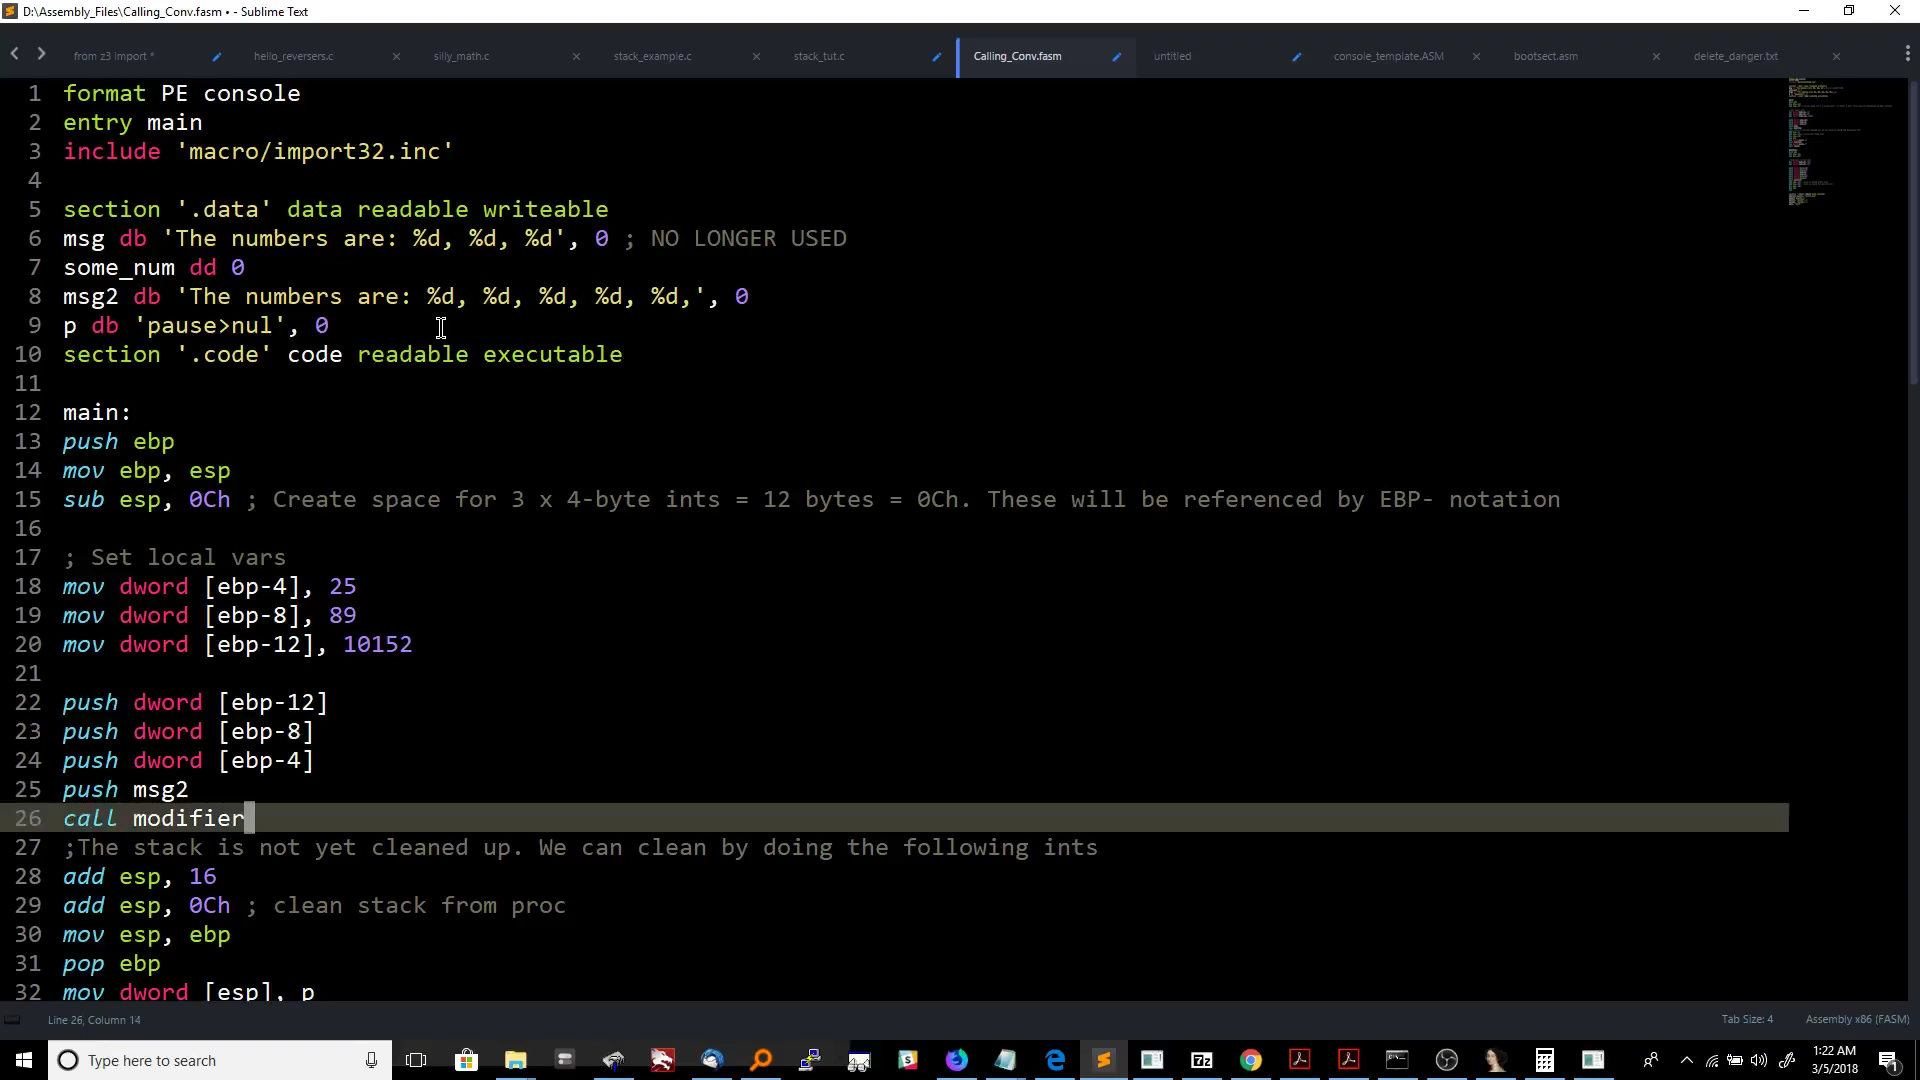 D:\Assembly_Files\Calling_Conv.fasm • - Sublime Text
from z3 import * hello_reversers.c silly_math.c stack_example.c stack_tut.c Calling_Conv.fasm untitled console_template.ASM bootsect.asm delete_danger.txt
1 format PE console
2 entry main
3 include 'macro/import32.inc'
4
5 section '.data' data readable writeable
6 msg db 'The numbers are: %d, %d, %d', 0 ; NO LONGER USED
7 some_num dd 0
8 msg2 db 'The numbers are: %d, %d, %d, %d, %d,', 0
9 p db 'pause>nul', 0
10 section '.code' code readable executable
11
12 main:
13 push ebp
14 mov ebp, esp
15 sub esp, 0Ch ; Create space for 3 x 4-byte ints = 12 bytes = 0Ch. These will be referenced by EBP- notation
16
17 ; Set local vars
18 mov dword [ebp-4], 25
19 mov dword [ebp-8], 89
20 mov dword [ebp-12], 10152
21
22 push dword [ebp-12]
23 push dword [ebp-8]
24 push dword [ebp-4]
25 push msg2
26 call modifier
27 ;The stack is not yet cleaned up. We can clean by doing the following ints
28 add esp, 16
29 add esp, 0Ch ; clean stack from proc
30 mov esp, ebp
31 pop ebp
32 mov dword [esp], p
Line 26, Column 14 Tab Size: 4 Assembly x86 (FASM)
Type here to search
7z
1:22 AM
3/5/2018
1